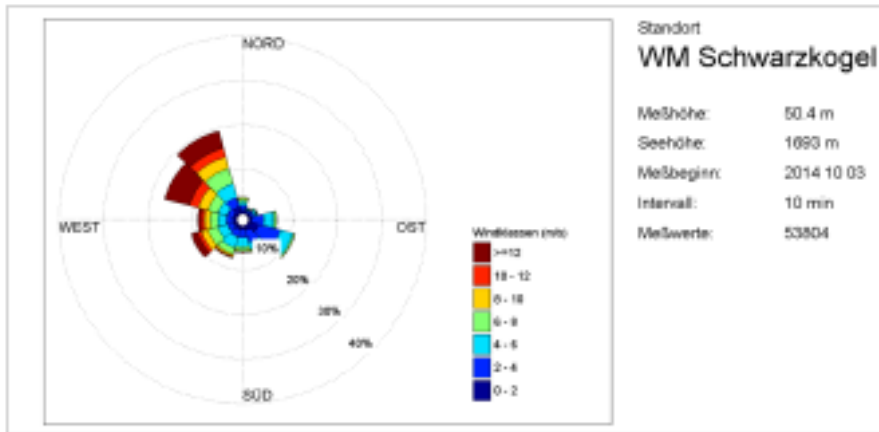 NORD
WEST
OST
SÜD
10%
20%
30%
40%
Windklassen (m/s)
>=12
10 - 12
8 - 10
6 - 8
4 - 6
2 - 4
0 - 2
Standort
WM Schwarzkogel
Meßhöhe: 50.4 m
Seehöhe: 1693 m
Meßbeginn: 2014 10 03
Intervall: 10 min
Meßwerte: 53804